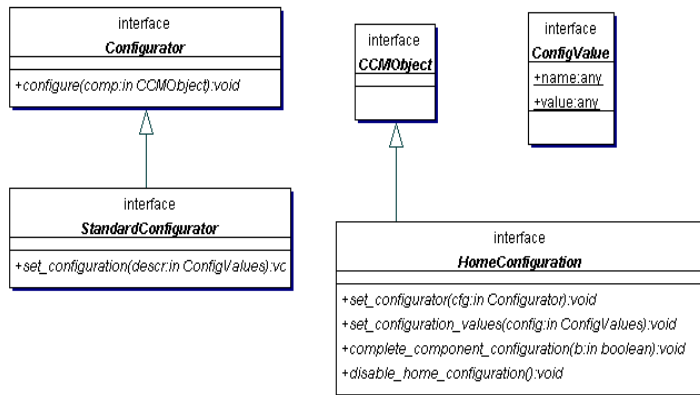 interface
Configurator
+configure(comp:in CCMObject):void
interface
CCMObject
interface
ConfigValue
+name:any
+value:any
interface
StandardConfigurator
+set_configuration(descr:in ConfigValues):vc
interface
HomeConfiguration
+set_configurator(cfg:in Configurator):void
+set_configuration_values(config:in ConfigValues):void
+complete_component_configuration(b:in boolean):void
+disable_home_configuration():void